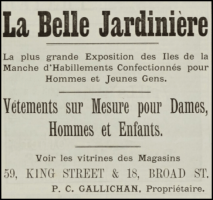 La Belle Jardinière
La plus grande Exposition des Iles de la
Manche d'Habillements Confectionnés pour
Hommes et Jeunes Gens.
Vêtements sur Mesure pour Dames,
Hommes et Enfants.
Voir les vitrines des Magasins
59, KING STREET & 18, BROAD ST.
P. C. GALLICHAN, Propriétaire.